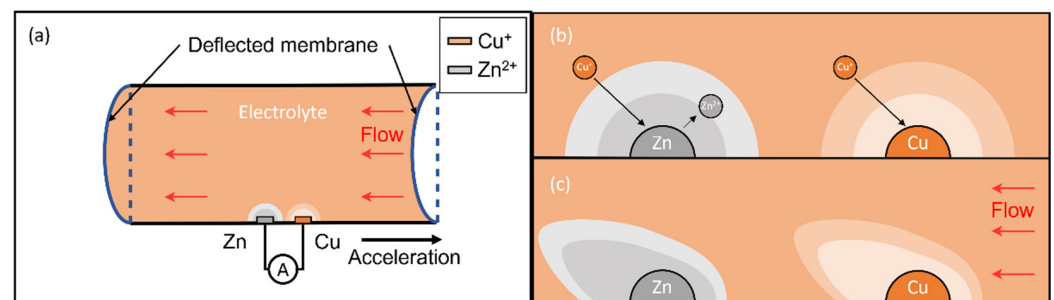 (a)
Deflected membrane
Cu⁺
Zn²⁺
Electrolyte
Flow
Zn
Cu
A
Acceleration
(b)
Cu⁺
Zn²⁺
Zn
Cu⁺
Cu
(c)
Flow
Zn
Cu